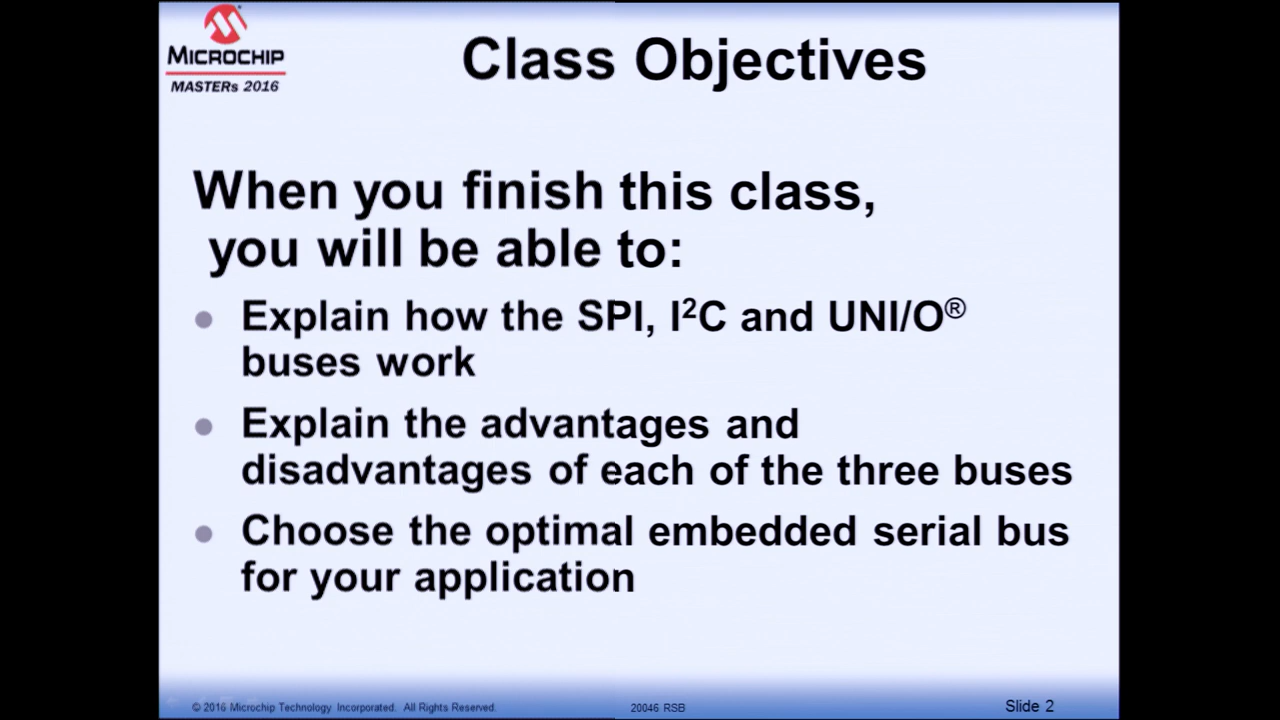 MICROCHIP
MASTERs 2016
Class Objectives
When you finish this class,
you will be able to:
Explain how the SPI, I²C and UNI/O®
buses work
Explain the advantages and
disadvantages of each of the three buses
Choose the optimal embedded serial bus
for your application
© 2016 Microchip Technology Incorporated. All Rights Reserved.
20046 RSB
Slide 2